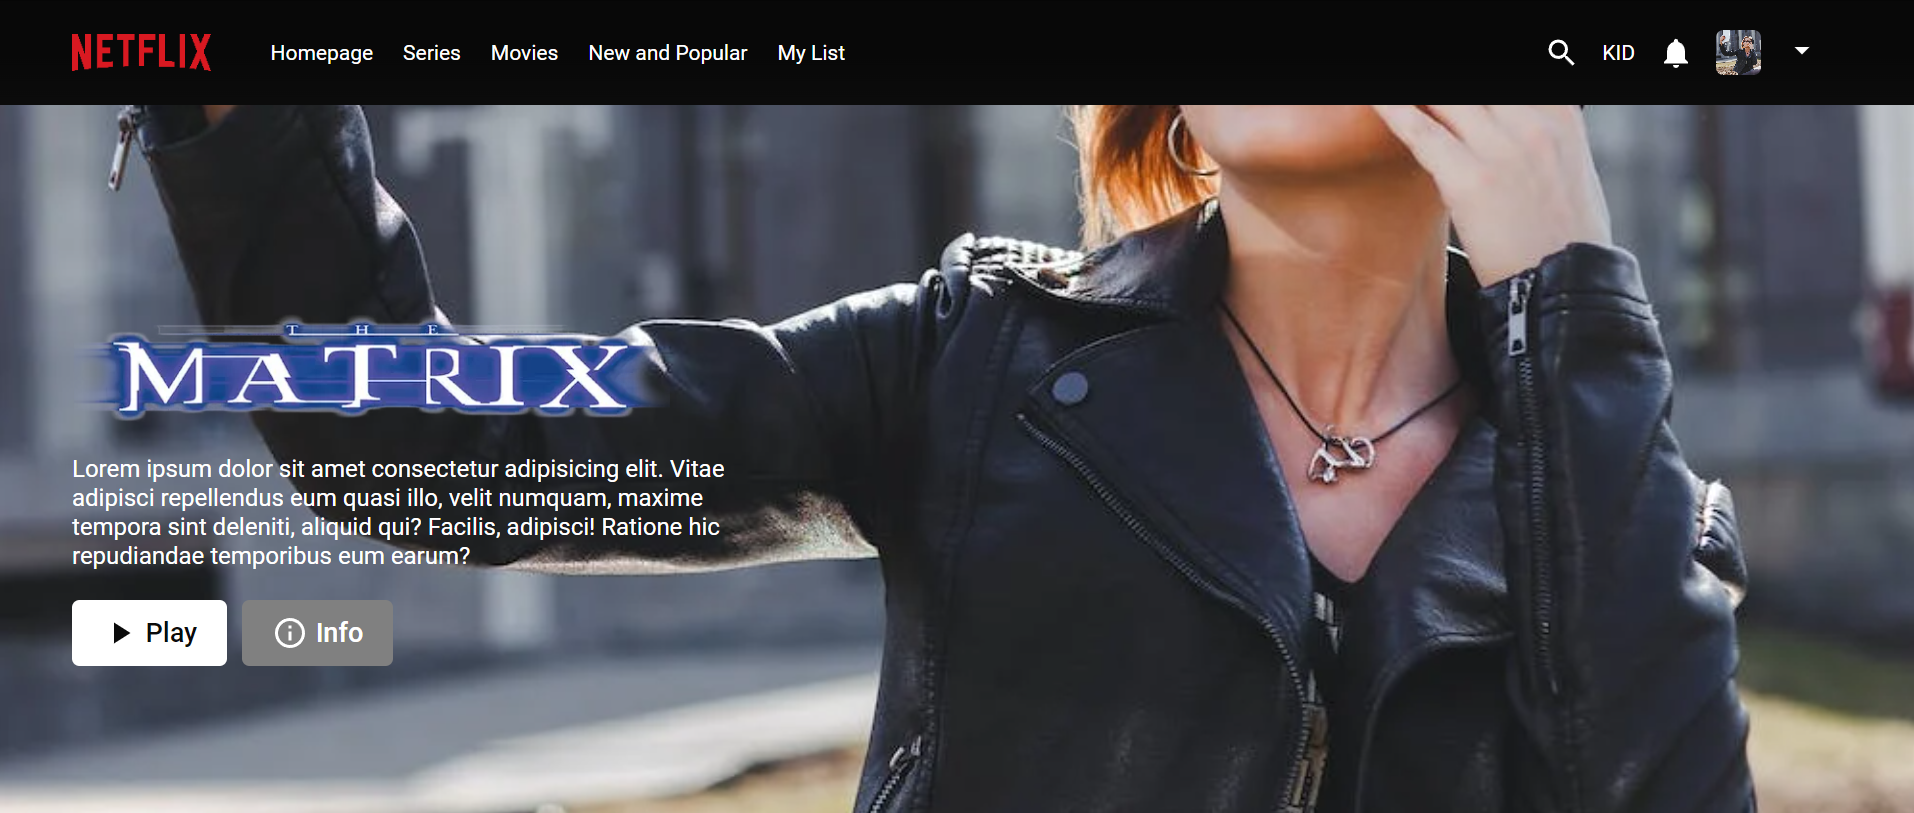 NETFLIX Homepage Series Movies New and Popular My List KID
THE
MATRIX
Lorem ipsum dolor sit amet consectetur adipisicing elit. Vitae
adipisci repellendus eum quasi illo, velit numquam, maxime
tempora sint deleniti, aliquid qui? Facilis, adipisci! Ratione hic
repudiandae temporibus eum earum?
Play Info